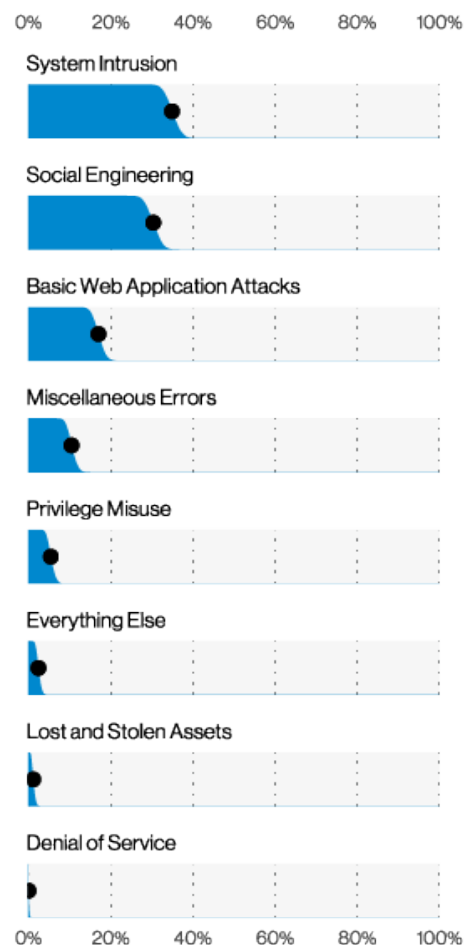 0% 20% 40% 60% 80% 100%
System Intrusion
Social Engineering
Basic Web Application Attacks
Miscellaneous Errors
Privilege Misuse
Everything Else
Lost and Stolen Assets
Denial of Service
0% 20% 40% 60% 80% 100%